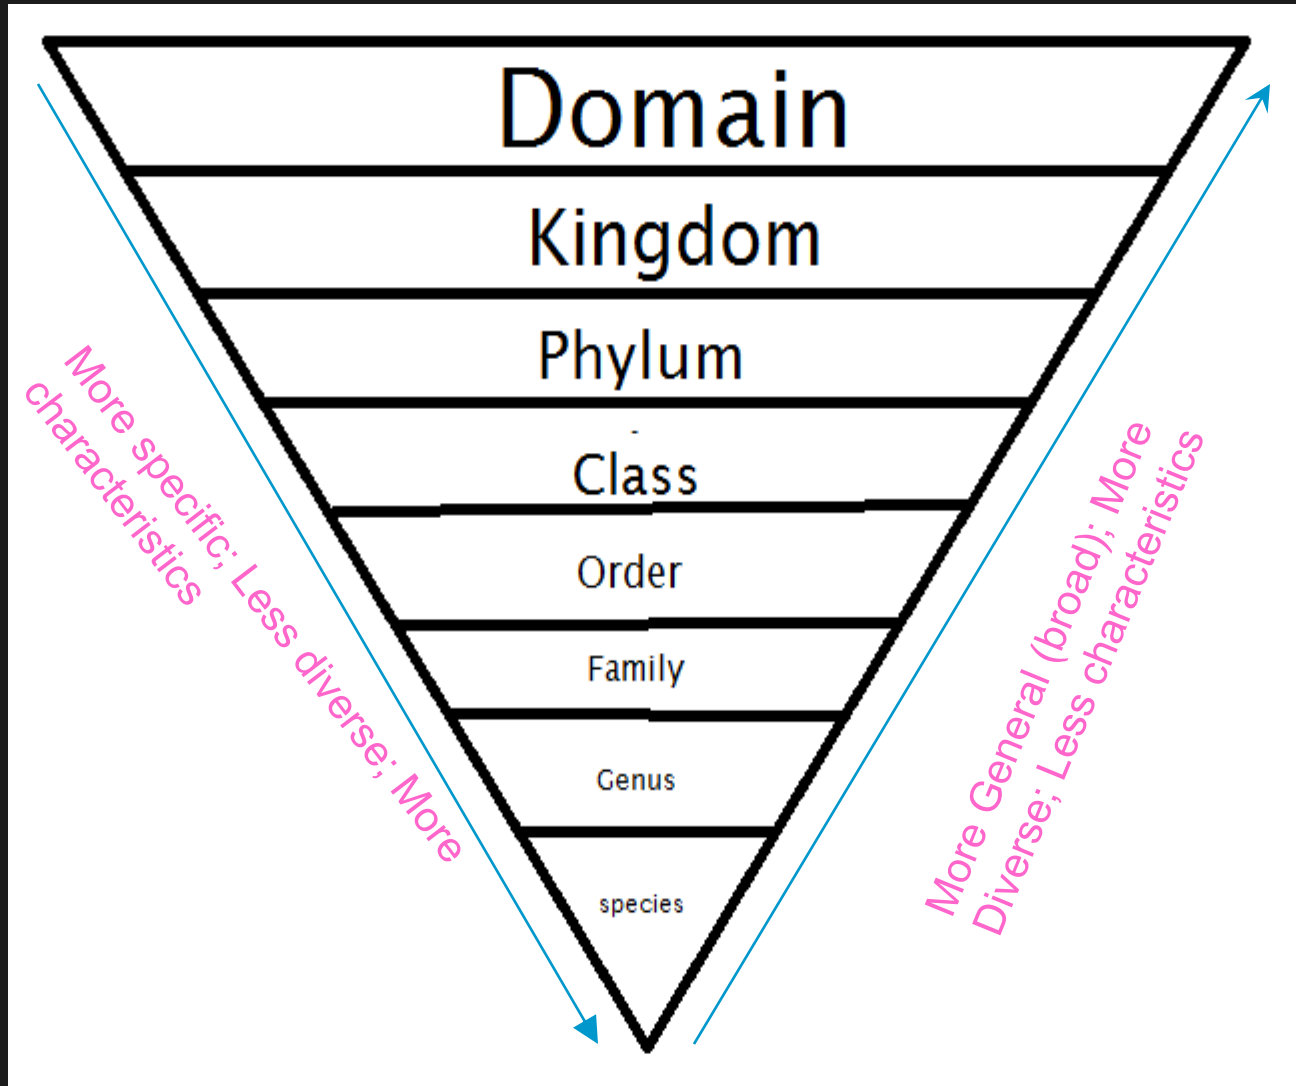 Domain
Kingdom
Phylum
-
Class
Order
Family
Genus
species
More specific; Less diverse; More
characteristics
More General (broad); More
Diverse; Less characteristics